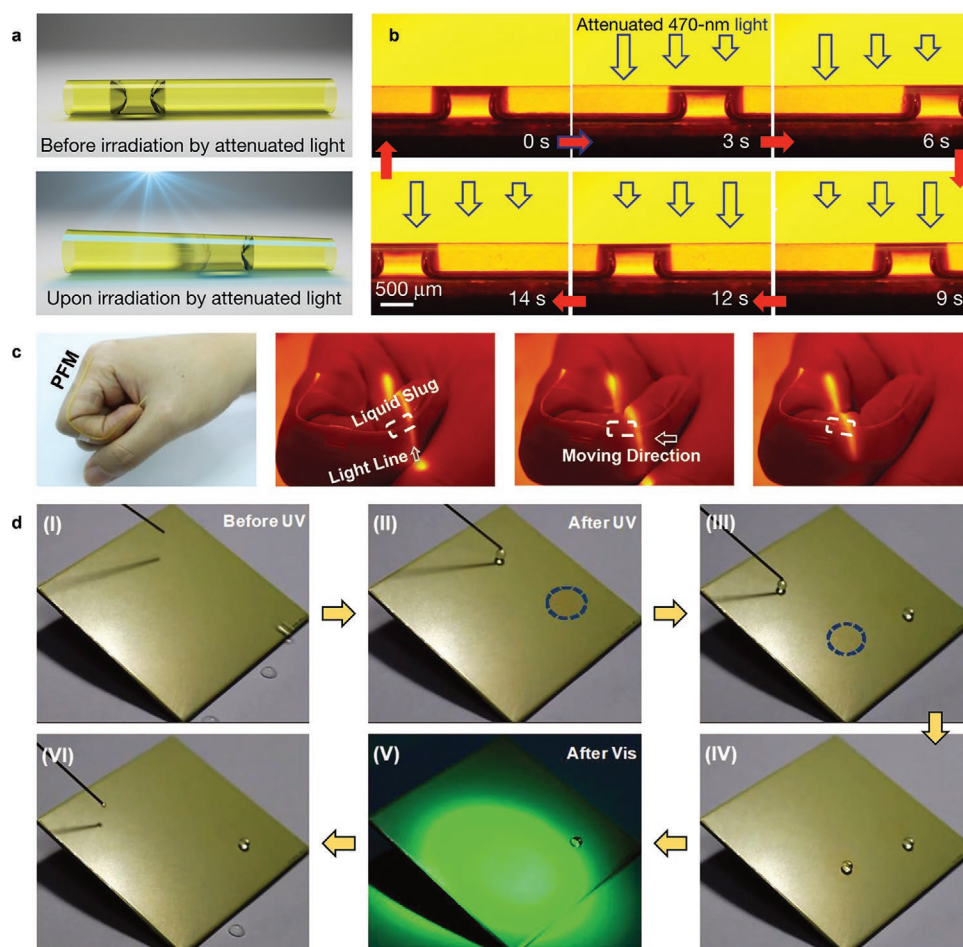 a
Before irradiation by attenuated light
Upon irradiation by attenuated light
b
Attenuated 470-nm light
0 s
3 s
6 s
14 s
12 s
9 s
500 μm
c
PFM
Liquid Slug
Light Line
Moving Direction
d
(I)
Before UV
(II)
After UV
(III)
(VI)
(V)
After Vis
(IV)